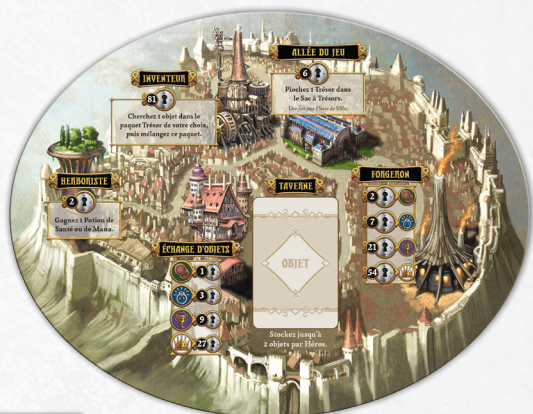 ALLÉE DU JEU
6
Piochez 1 Trésor dans
le Sac à Trésors.
Une fois par Phase de Ville.
INVENTEUR
81
Cherchez 1 objet dans le
paquet Trésor de votre choix,
puis mélangez ce paquet.
HERBORISTE
2
Gagnez 1 Potion de
Santé ou de Mana.
ÉCHANGE D'OBJETS
1
3
9
27
TAVERNE
OBJET
Stockez jusqu'à
2 objets par Héros.
FORGERON
2
7
21
54